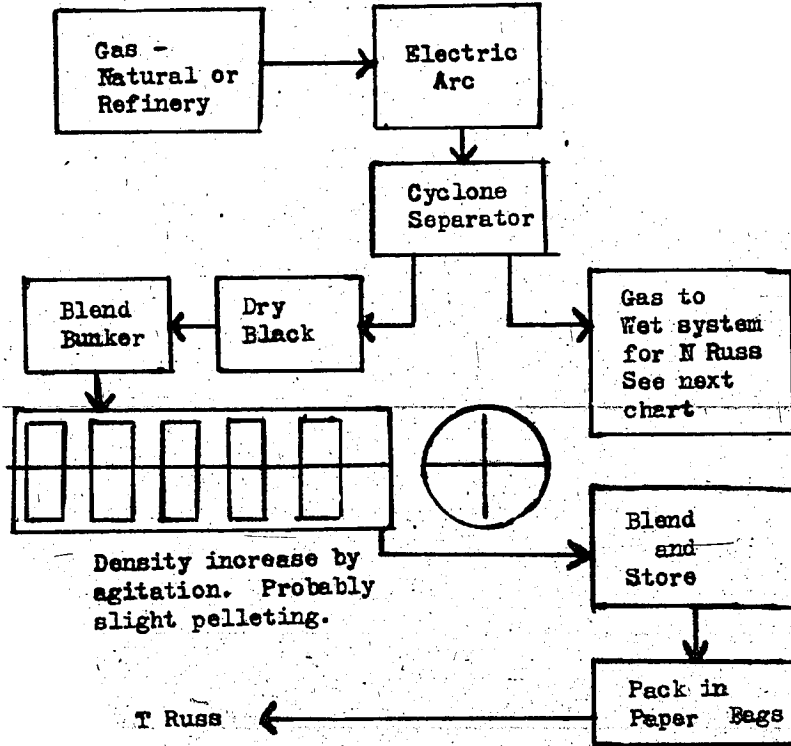 Gas -
Natural or
Refinery
Electric
Arc
Cyclone
Separator
Blend
Bunker
Dry
Black
Gas to
Wet system
for N Russ
See next
chart
Density increase by
agitation. Probably
slight pelleting.
Blend
and
Store
Pack in
Paper Bags
T Russ